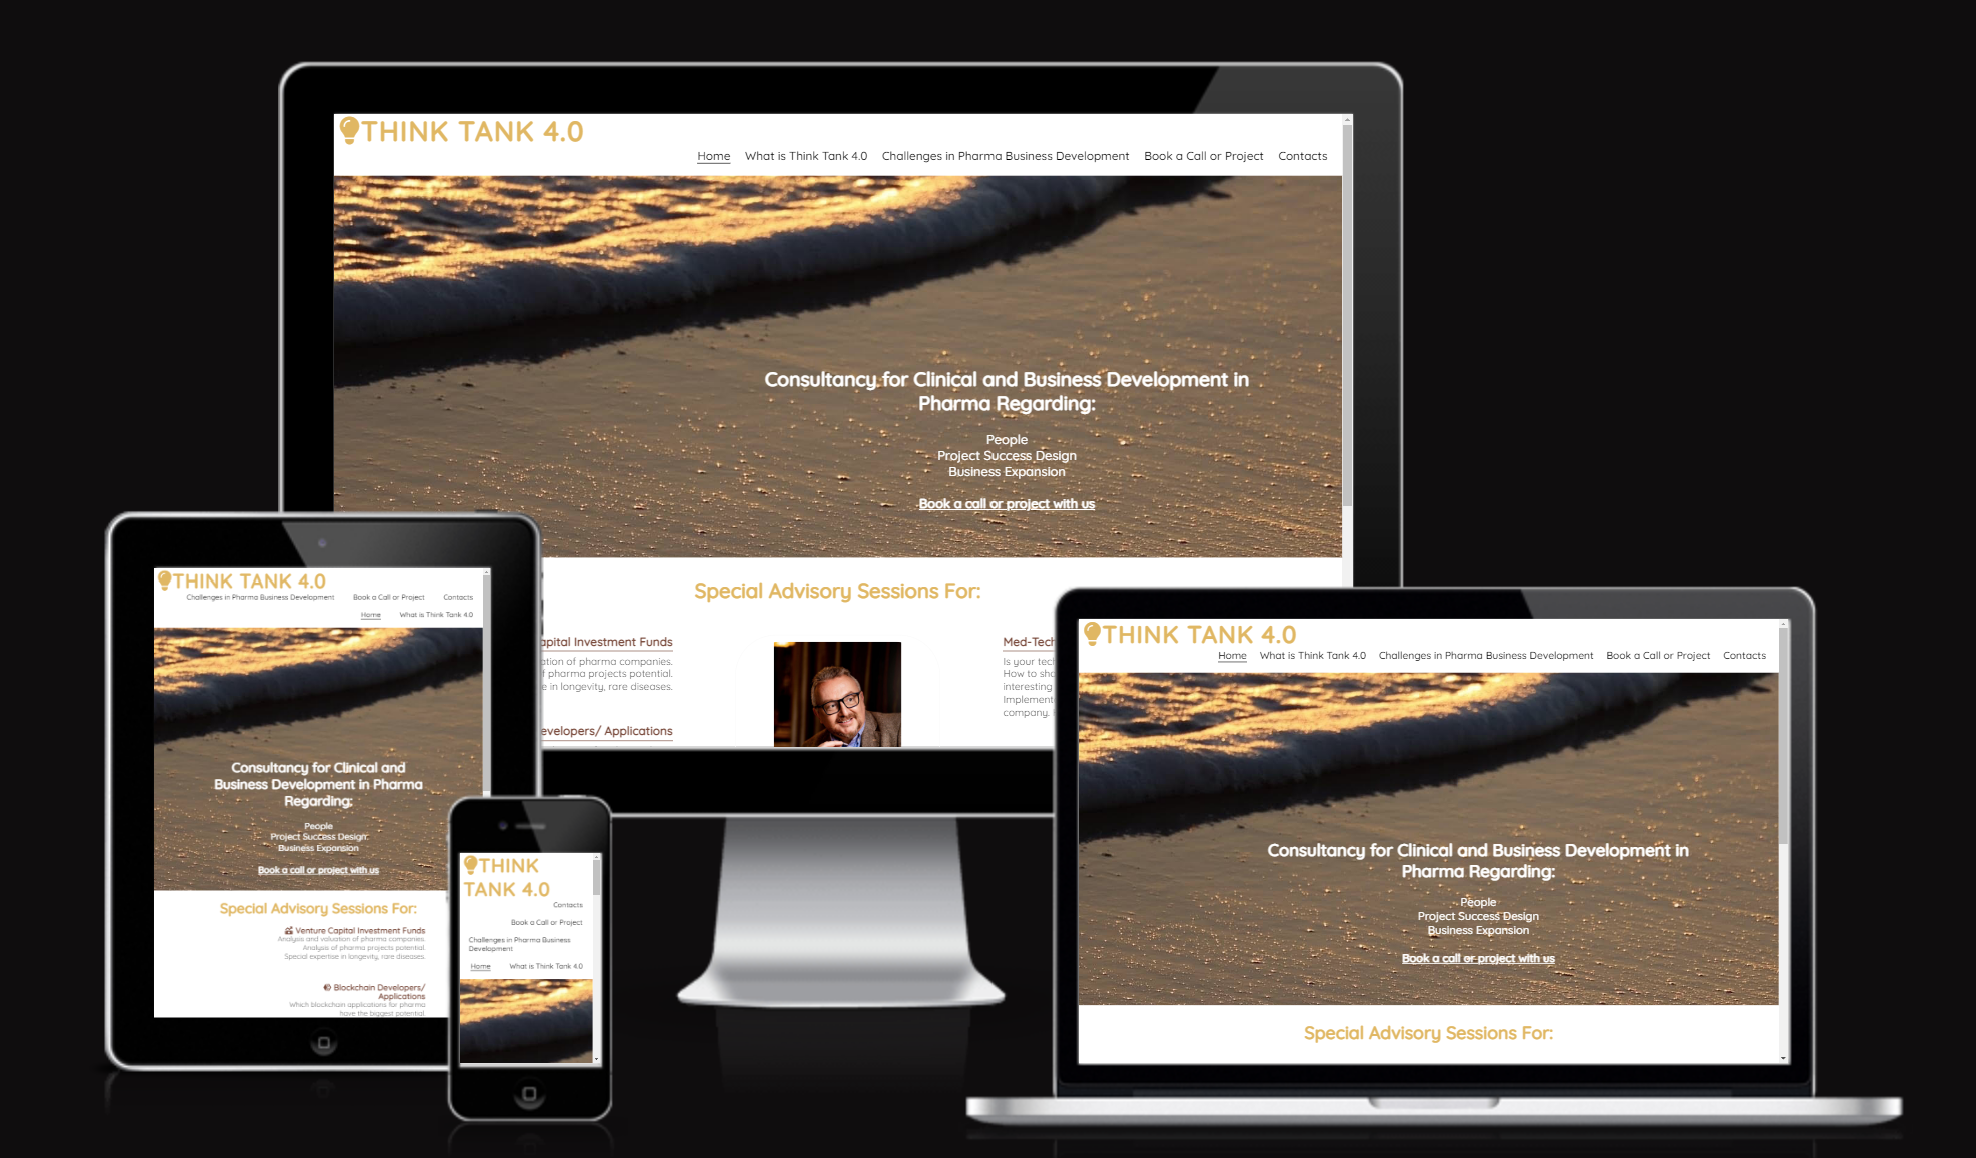 THINK TANK 4.0
Home What is Think Tank 4.0 Challenges in Pharma Business Development Book a Call or Project Contacts
Consultancy for Clinical and Business Development in
Pharma Regarding:
People
Project Success Design
Business Expansion
Book a call or project with us
Special Advisory Sessions For:
apital Investment Funds
ation of pharma companies.
f pharma projects potential.
e in longevity, rare diseases.
evelopers/ Applications
Med-Tech
Is your tec
How to sha
interesting
Implement
company.
THINK TANK 4.0
Challenges in Pharma Business Development Book a Call or Project Contacts
Home What is Think Tank 4.0
Consultancy for Clinical and
Business Development in Pharma
Regarding:
People
Project Success Design
Business Expansion
Book a call or project with us
Special Advisory Sessions For:
Venture Capital Investment Funds
Analysis and valuation of pharma companies.
Analysis of pharma projects potential.
Special expertise in longevity, rare diseases.
Blockchain Developers/
Applications
Which blockchain applications for pharma
have the biggest potential.
THINK
TANK 4.0
Contacts
Book a Call or Project
Challenges in Pharma Business
Development
Home What is Think Tank 4.0
THINK TANK 4.0
Home What is Think Tank 4.0 Challenges in Pharma Business Development Book a Call or Project Contacts
Consultancy for Clinical and Business Development in
Pharma Regarding:
People
Project Success Design
Business Expansion
Book a call or project with us
Special Advisory Sessions For: